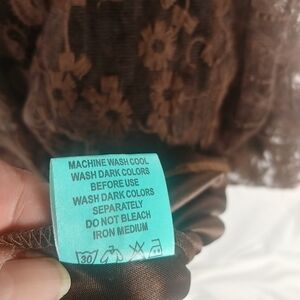 MACHINE WASH COOL
WASH DARK COLORS
BEFORE USE
WASH DARK COLORS
SEPARATELY
DO NOT BLEACH
IRON MEDIUM
30